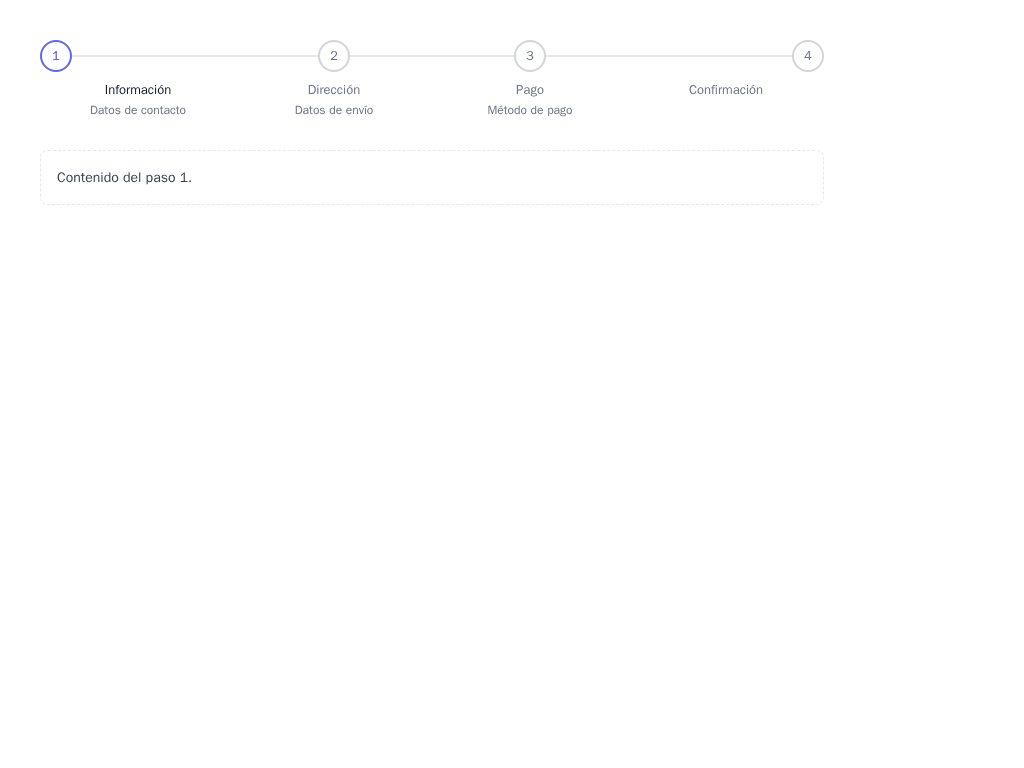 1
2
3
4
Información
Dirección
Pago
Confirmación
Datos de contacto
Datos de envío
Método de pago
Contenido del paso 1.